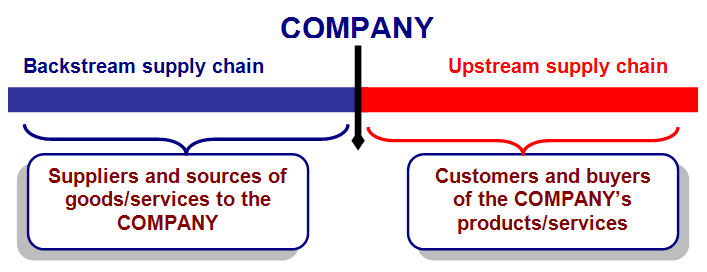 COMPANY
Backstream supply chain
Upstream supply chain
Suppliers and sources of
goods/services to the
COMPANY
Customers and buyers
of the COMPANY’s
products/services